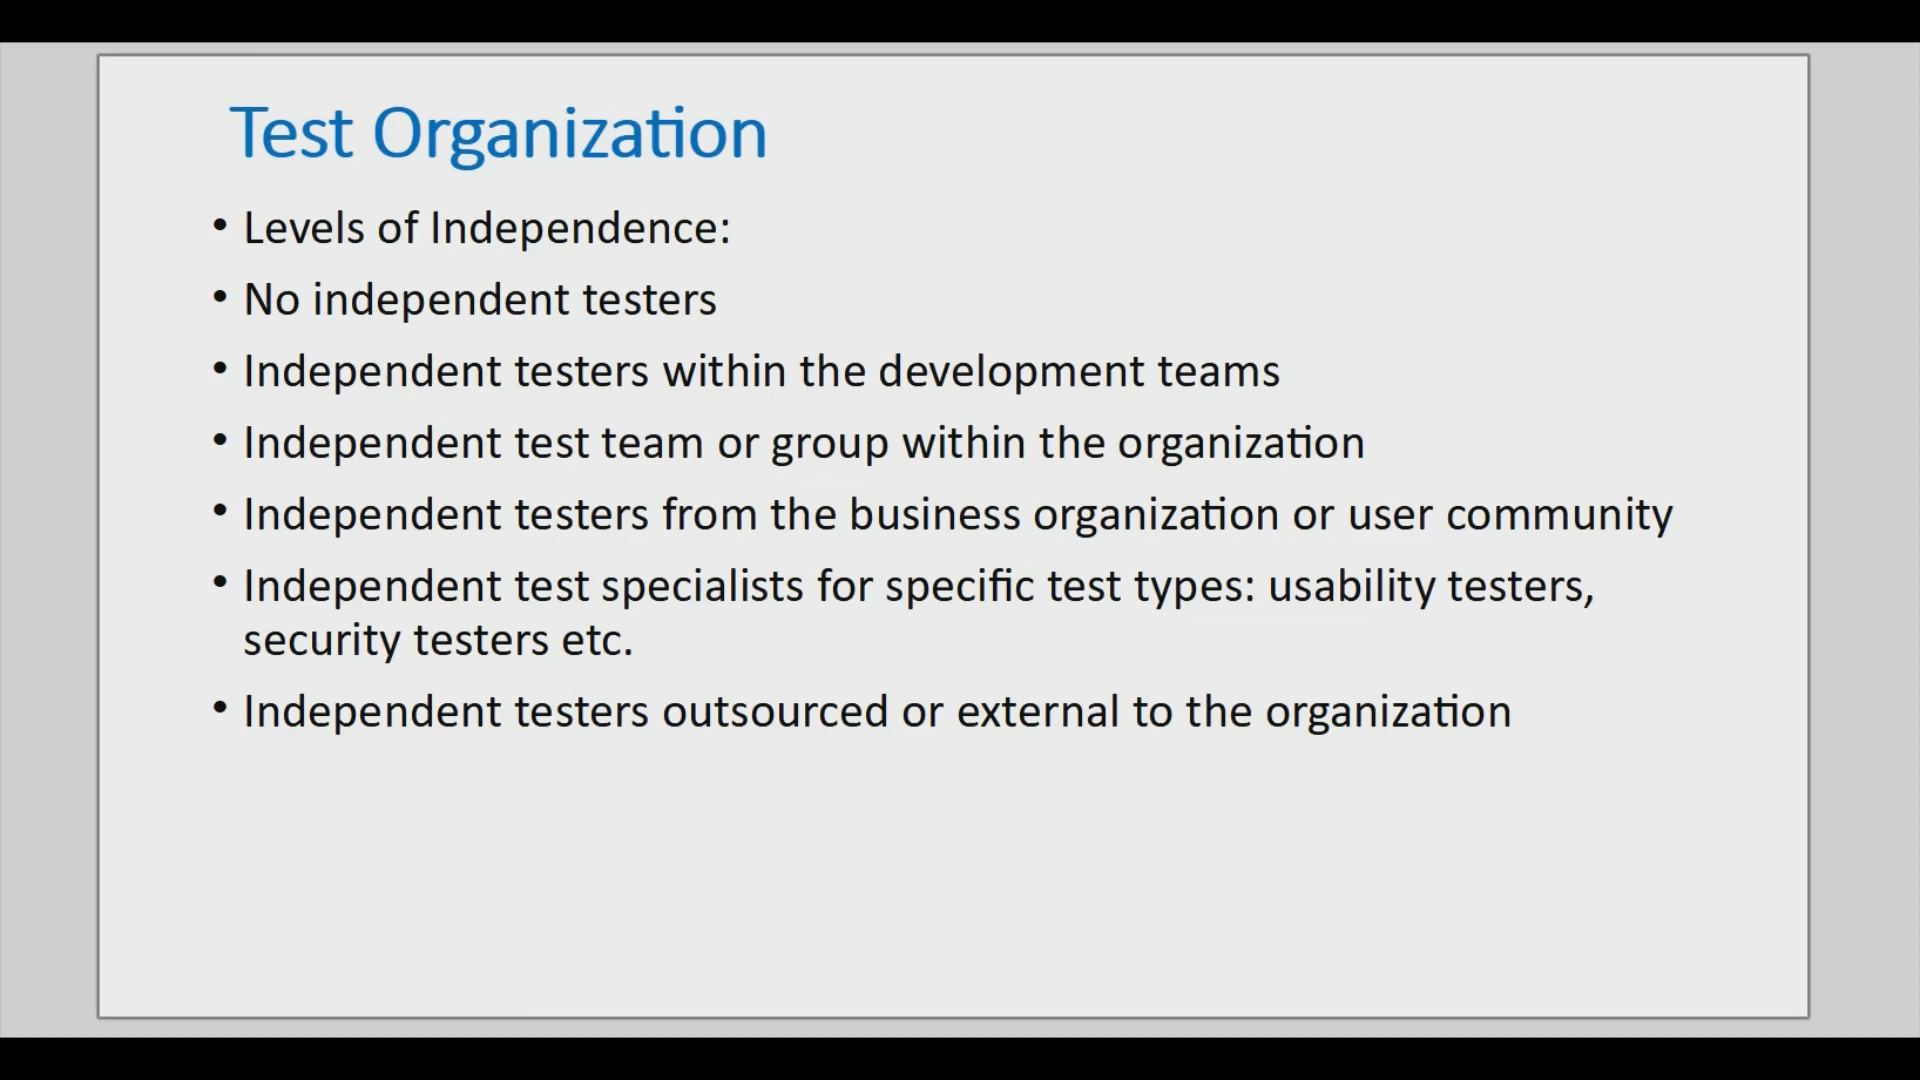 Test Organization
• Levels of Independence:
• No independent testers
• Independent testers within the development teams
• Independent test team or group within the organization
• Independent testers from the business organization or user community
• Independent test specialists for specific test types: usability testers,
security testers etc.
• Independent testers outsourced or external to the organization